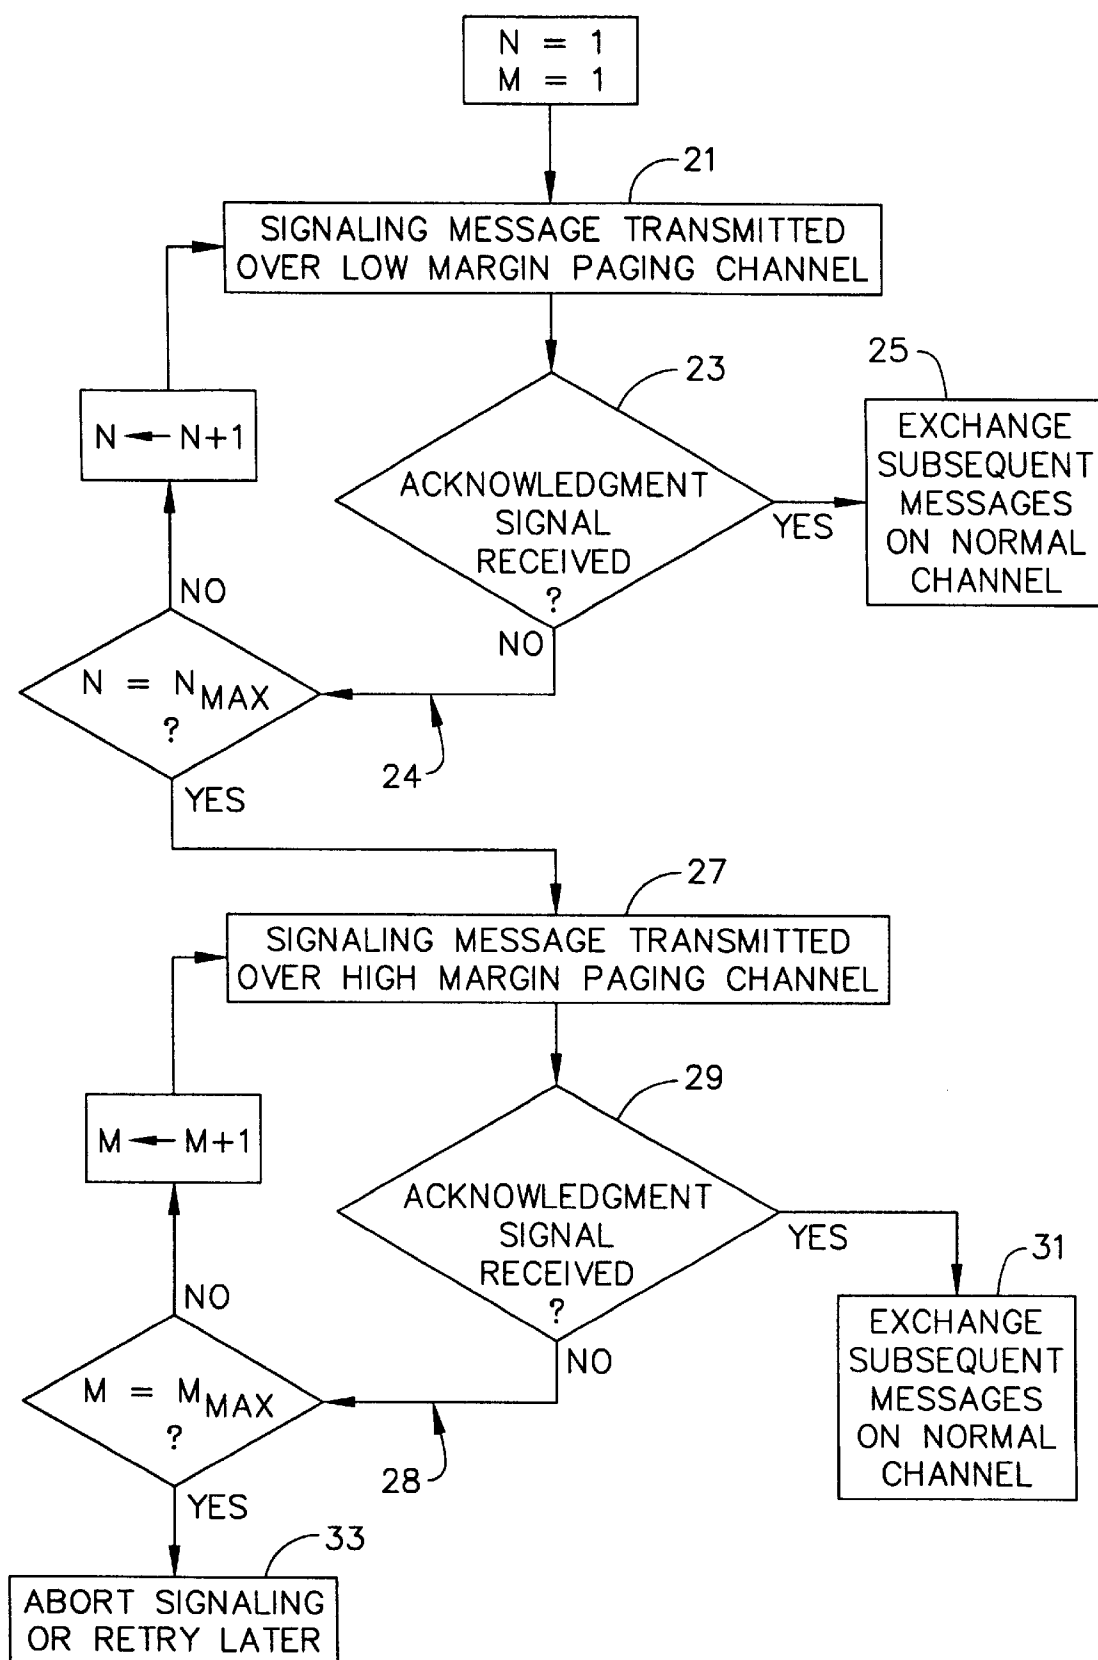 N = 1
M = 1
21
SIGNALING MESSAGE TRANSMITTED
OVER LOW MARGIN PAGING CHANNEL
23
25
N ← N+1
ACKNOWLEDGMENT
SIGNAL
RECEIVED
?
YES
EXCHANGE
SUBSEQUENT
MESSAGES
ON NORMAL
CHANNEL
NO
NO
N = NMAX
?
24
YES
27
SIGNALING MESSAGE TRANSMITTED
OVER HIGH MARGIN PAGING CHANNEL
29
M ← M+1
ACKNOWLEDGMENT
SIGNAL
RECEIVED
?
YES
31
EXCHANGE
SUBSEQUENT
MESSAGES
ON NORMAL
CHANNEL
NO
NO
M = MMAX
?
28
YES
33
ABORT SIGNALING
OR RETRY LATER